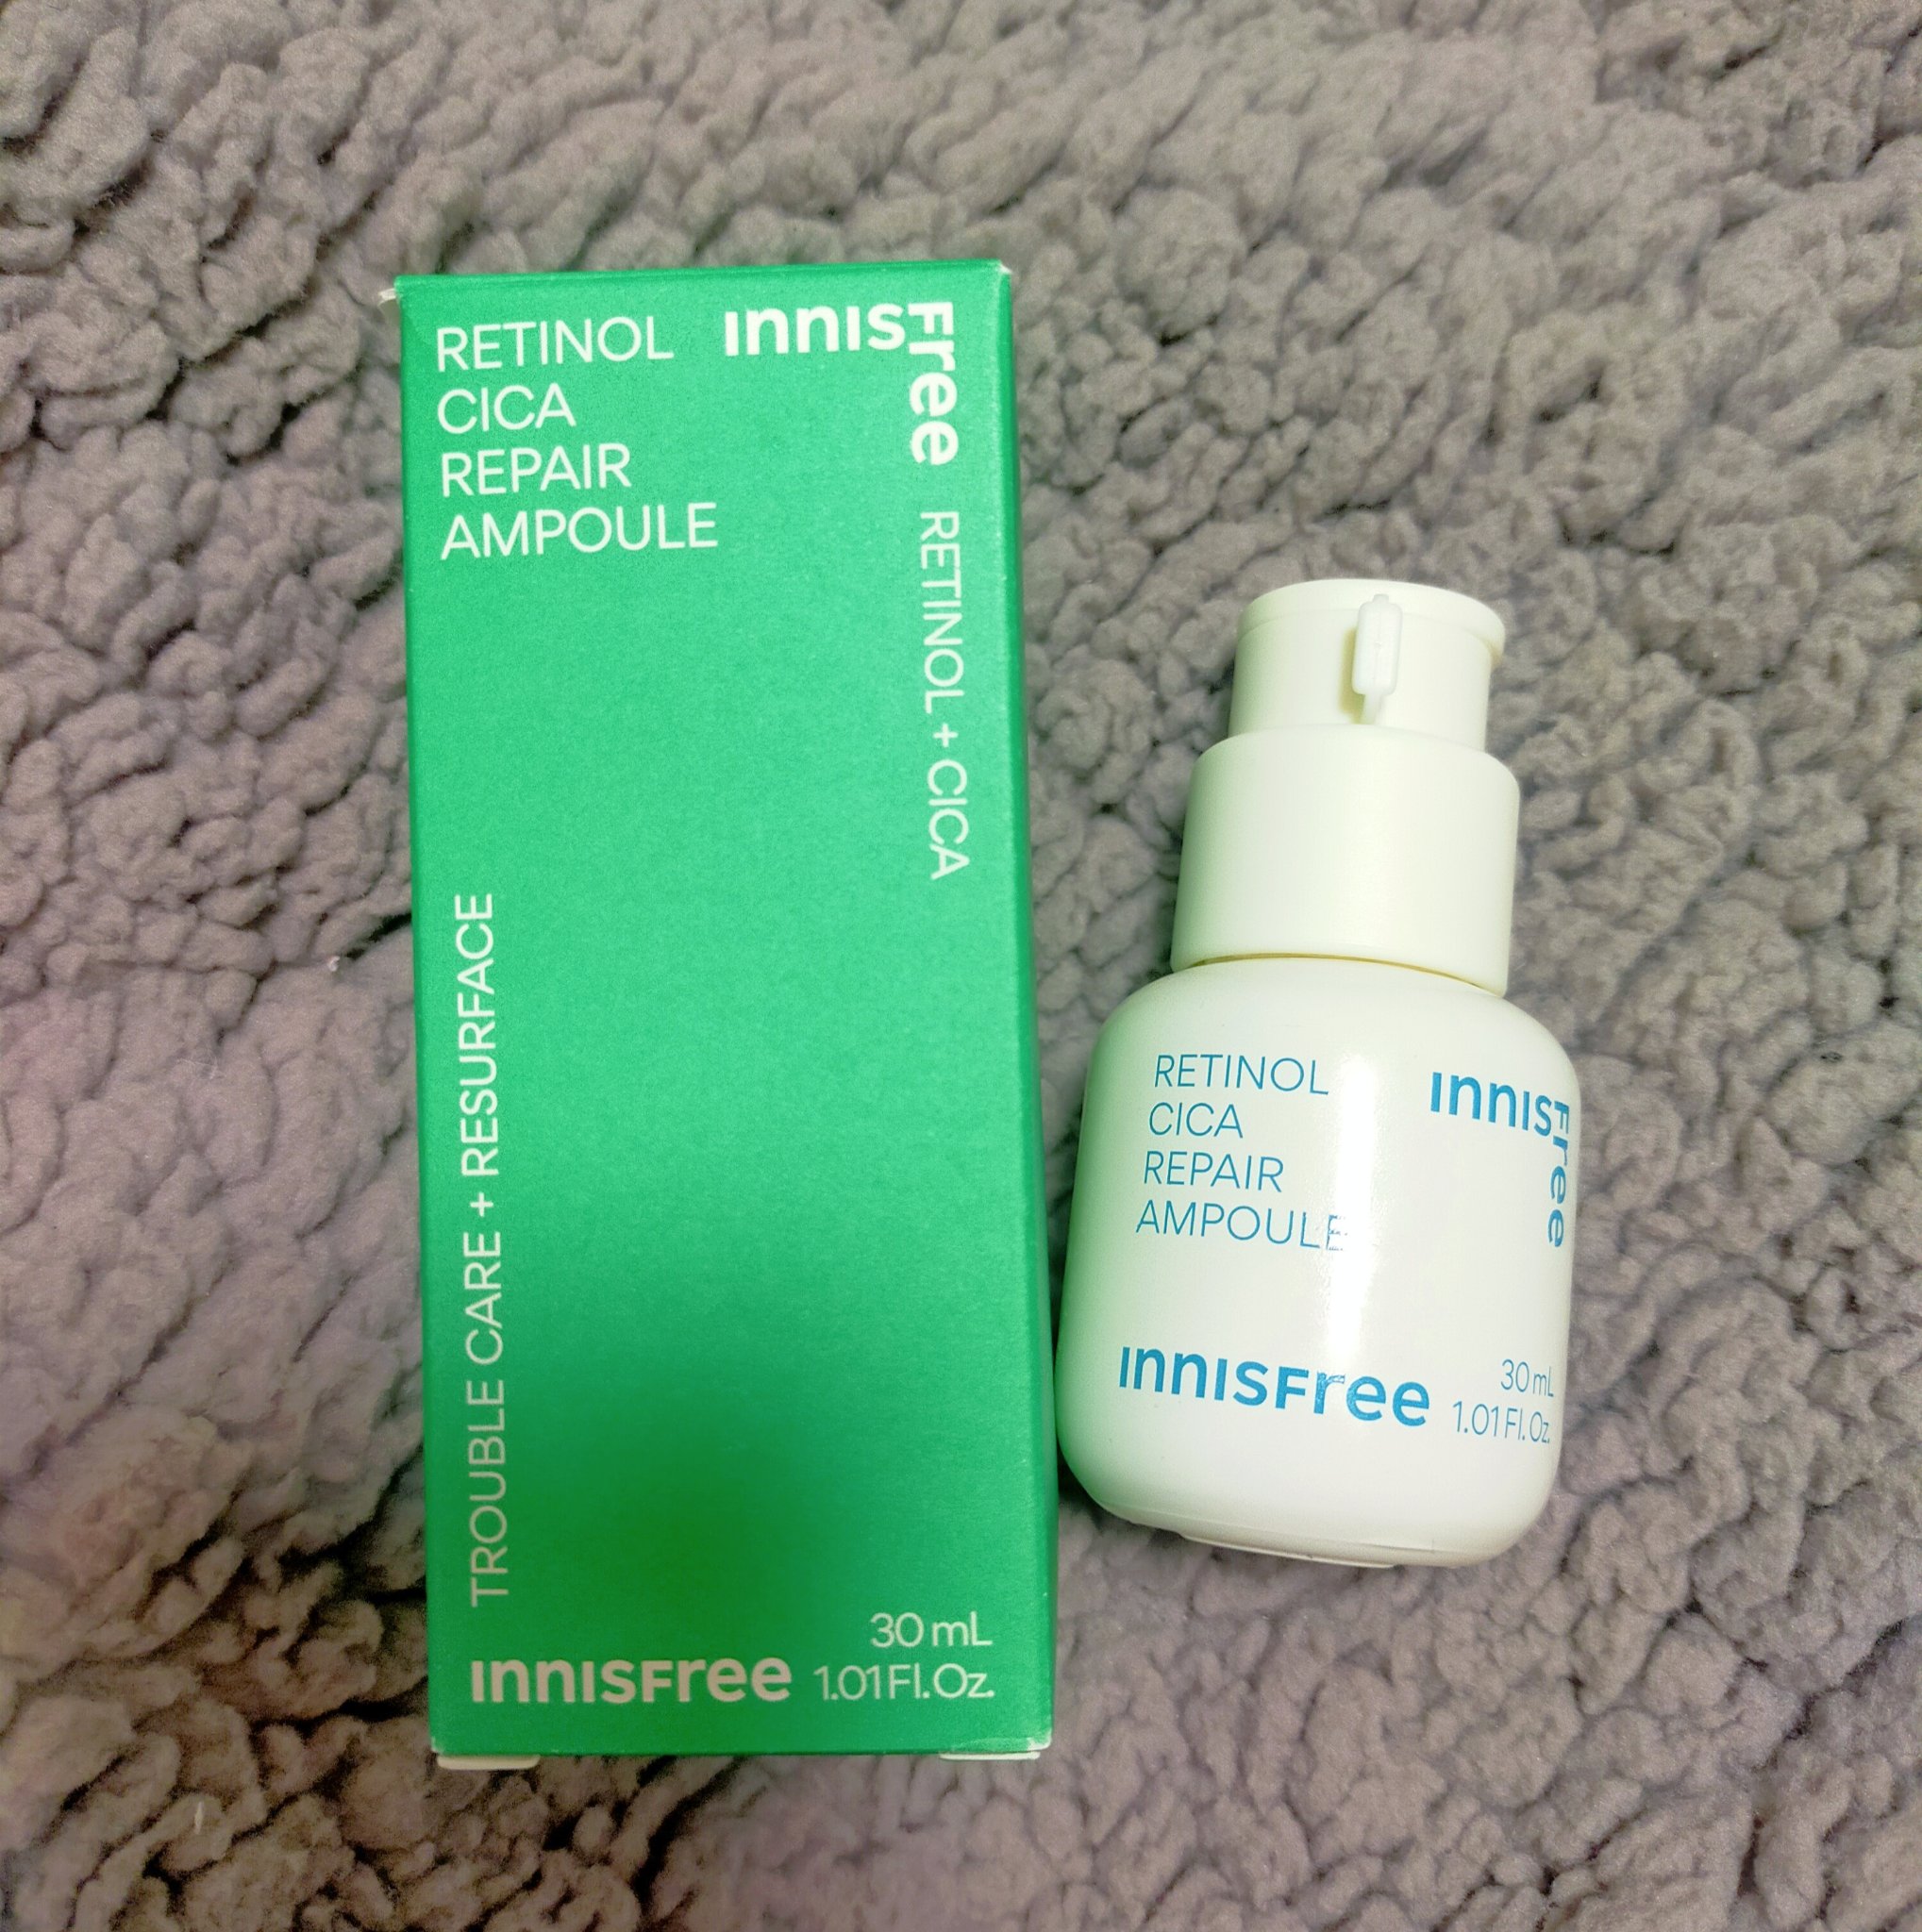 RETINOL
CICA
REPAIR
AMPOULE
INNISFree
RETINOL + CICA
TROUBLE CARE + RESURFACE
INNISFree
30 mL
1.01 Fl. Oz.
RETINOL
CICA
REPAIR
AMPOULE
INNISFree
INNISFree
30 mL
1.01 Fl. Oz.